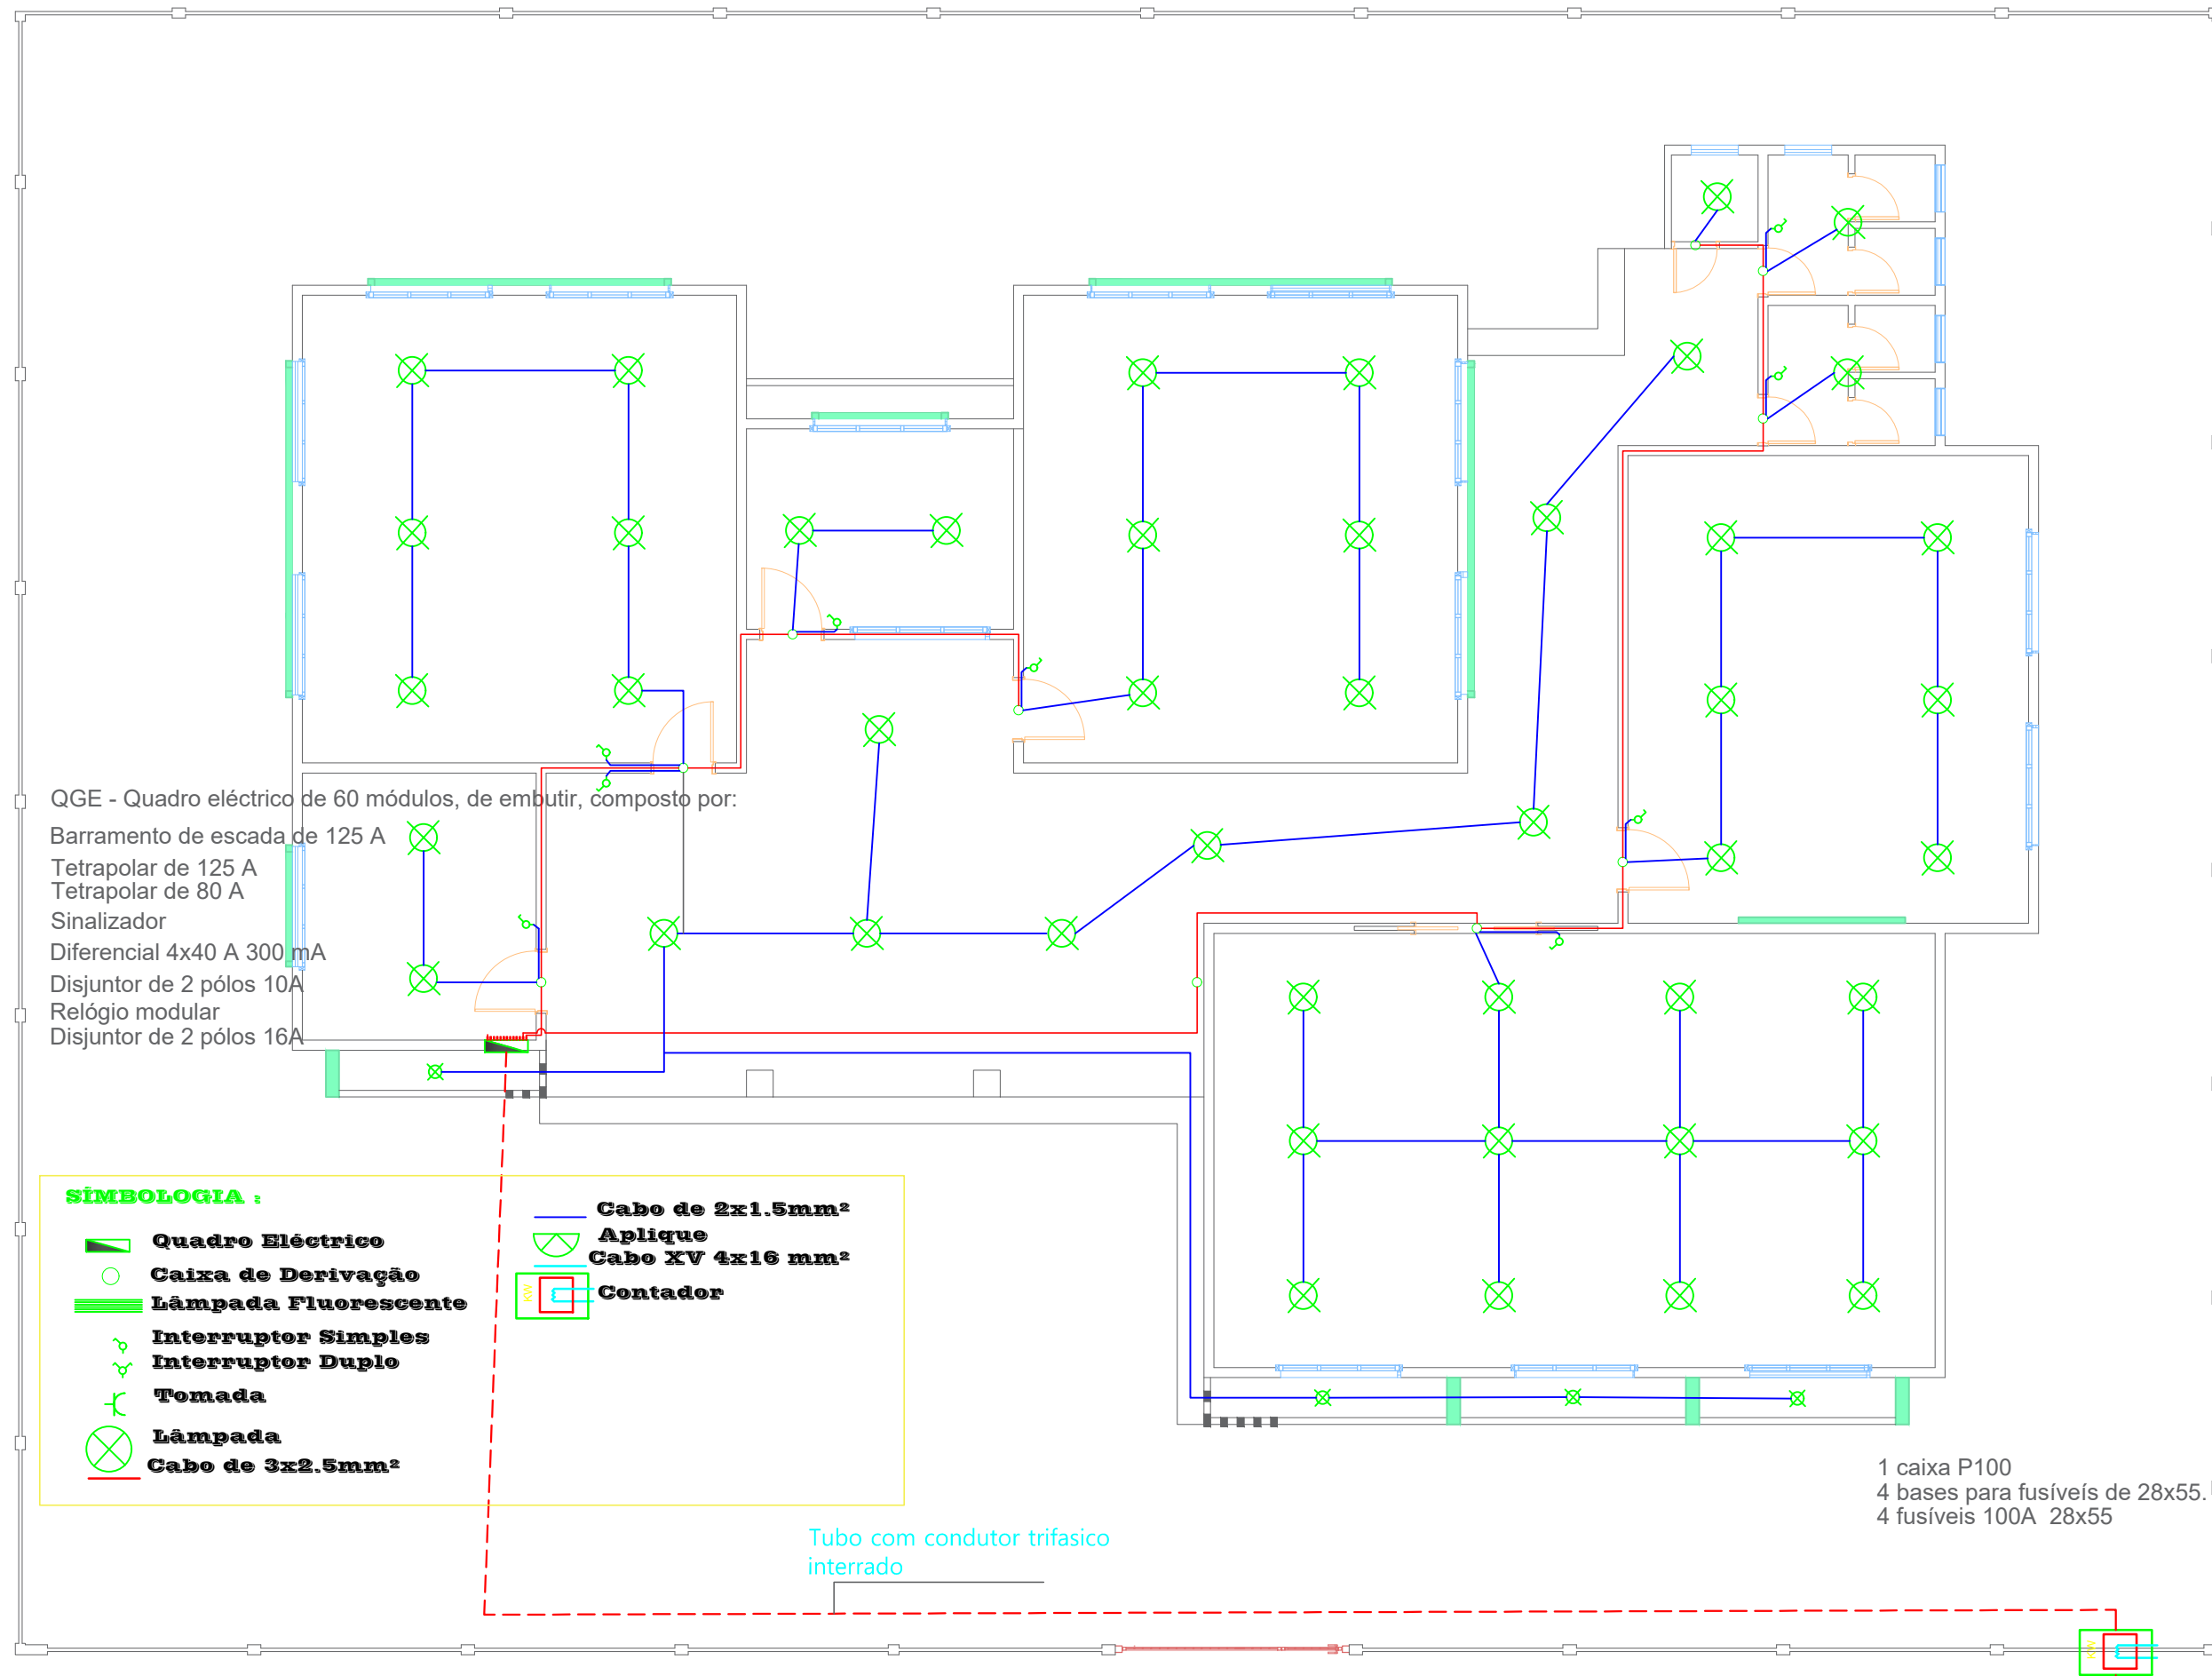 QGE - Quadro eléctrico de 60 módulos, de embutir, composto por:
Barramento de escada de 125 A
Tetrapolar de 125 A
Tetrapolar de 80 A
Sinalizador
Diferencial 4x40 A 300 mA
Disjuntor de 2 pólos 10A
Relógio modular
Disjuntor de 2 pólos 16A
SIMBOLOGIA :
Quadro Eléctrico
Caixa de Derivação
Lâmpada Fluorescente
Interruptor Simples
Interruptor Duplo
Tomada
Lâmpada
Cabo de 3x2.5mm²
Cabo de 2x1.5mm²
Aplique
Cabo XV 4x16 mm²
KW
Contador
1 caixa P100
4 bases para fusíveís de 28x55.
4 fusíveis 100A 28x55
Tubo com condutor trifasico
interrado
KW